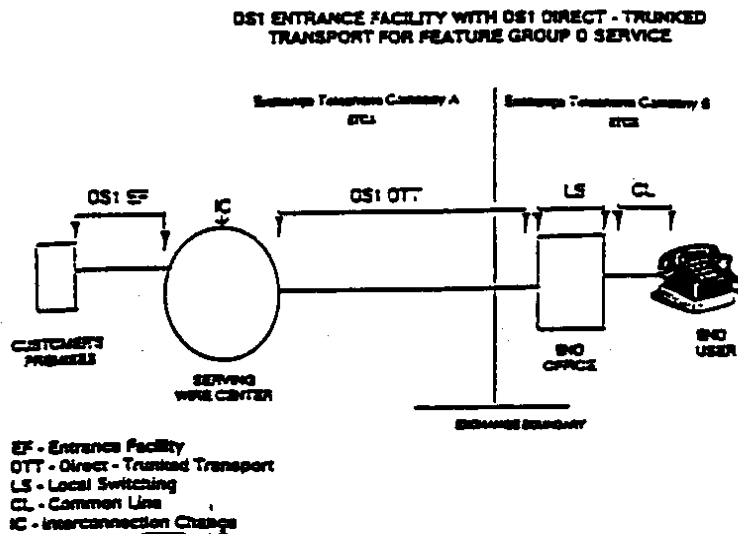 DS1 ENTRANCE FACILITY WITH DS1 DIRECT - TRUNKED
TRANSPORT FOR FEATURE GROUP D SERVICE
Exchange Telephone Company A
Exchange Telephone Company B
DS1 EF
IC
DS1 DTT
LS
CL
CUSTOMER'S
PREMISES
SERVING
WIRE CENTER
END
OFFICE
END
USER
EXCHANGE BOUNDARY
EF - Entrance Facility
DTT - Direct - Trunked Transport
LS - Local Switching
CL - Common Line
IC - Interconnection Charge